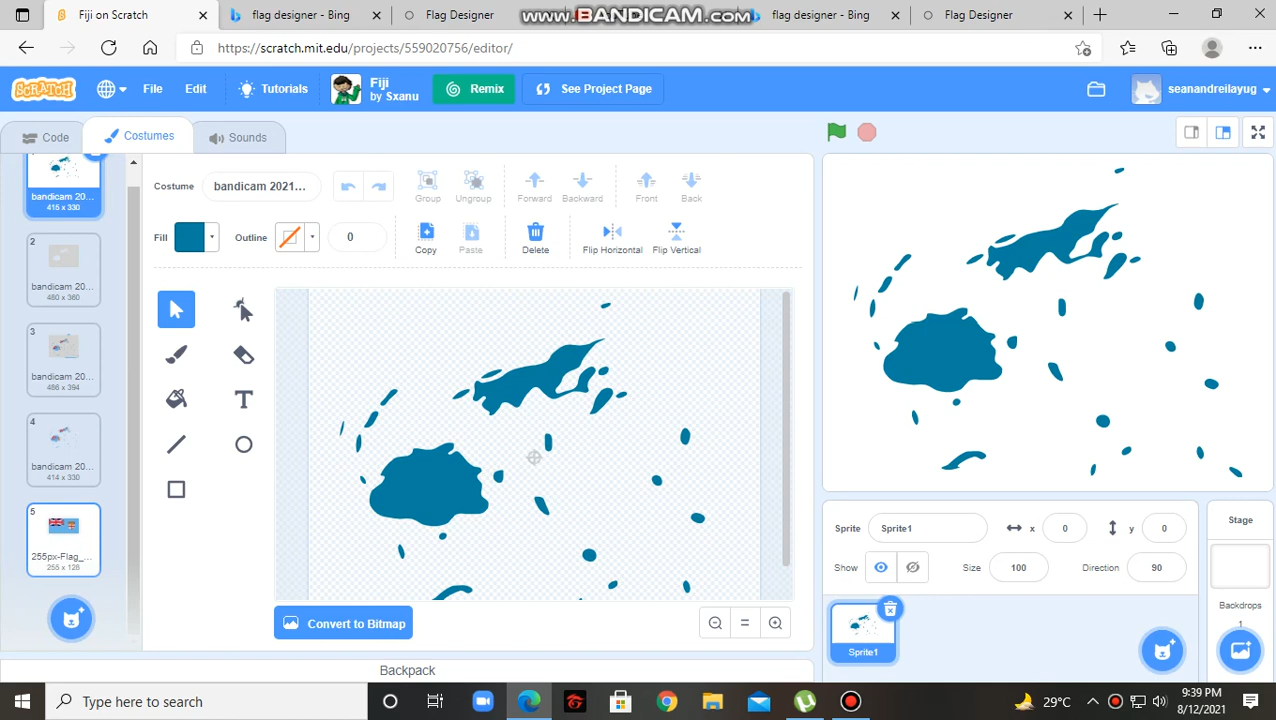 Fiji on Scratch
flag designer - Bing
Flag Designer
www.BANDICAM.com
flag designer - Bing
Flag Designer
https://scratch.mit.edu/projects/559020756/editor/
SCRATCH
File
Edit
Tutorials
Fiji
by Sxanu
Remix
See Project Page
seanandreilayug
Code
Costumes
Sounds
Costume
bandicam 2021...
Group
Ungroup
Forward
Backward
Front
Back
Fill
Outline
0
Copy
Paste
Delete
Flip Horizontal
Flip Vertical
bandicam 20...
415 x 330
2
bandicam 20...
480 x 360
3
bandicam 20...
486 x 394
4
bandicam 20...
414 x 330
5
255px-Flag_...
255 x 128
Convert to Bitmap
Backpack
Sprite
Sprite1
x
0
y
0
Show
Size
100
Direction
90
Sprite1
Stage
Backdrops
1
Type here to search
29°C
9:39 PM
8/12/2021